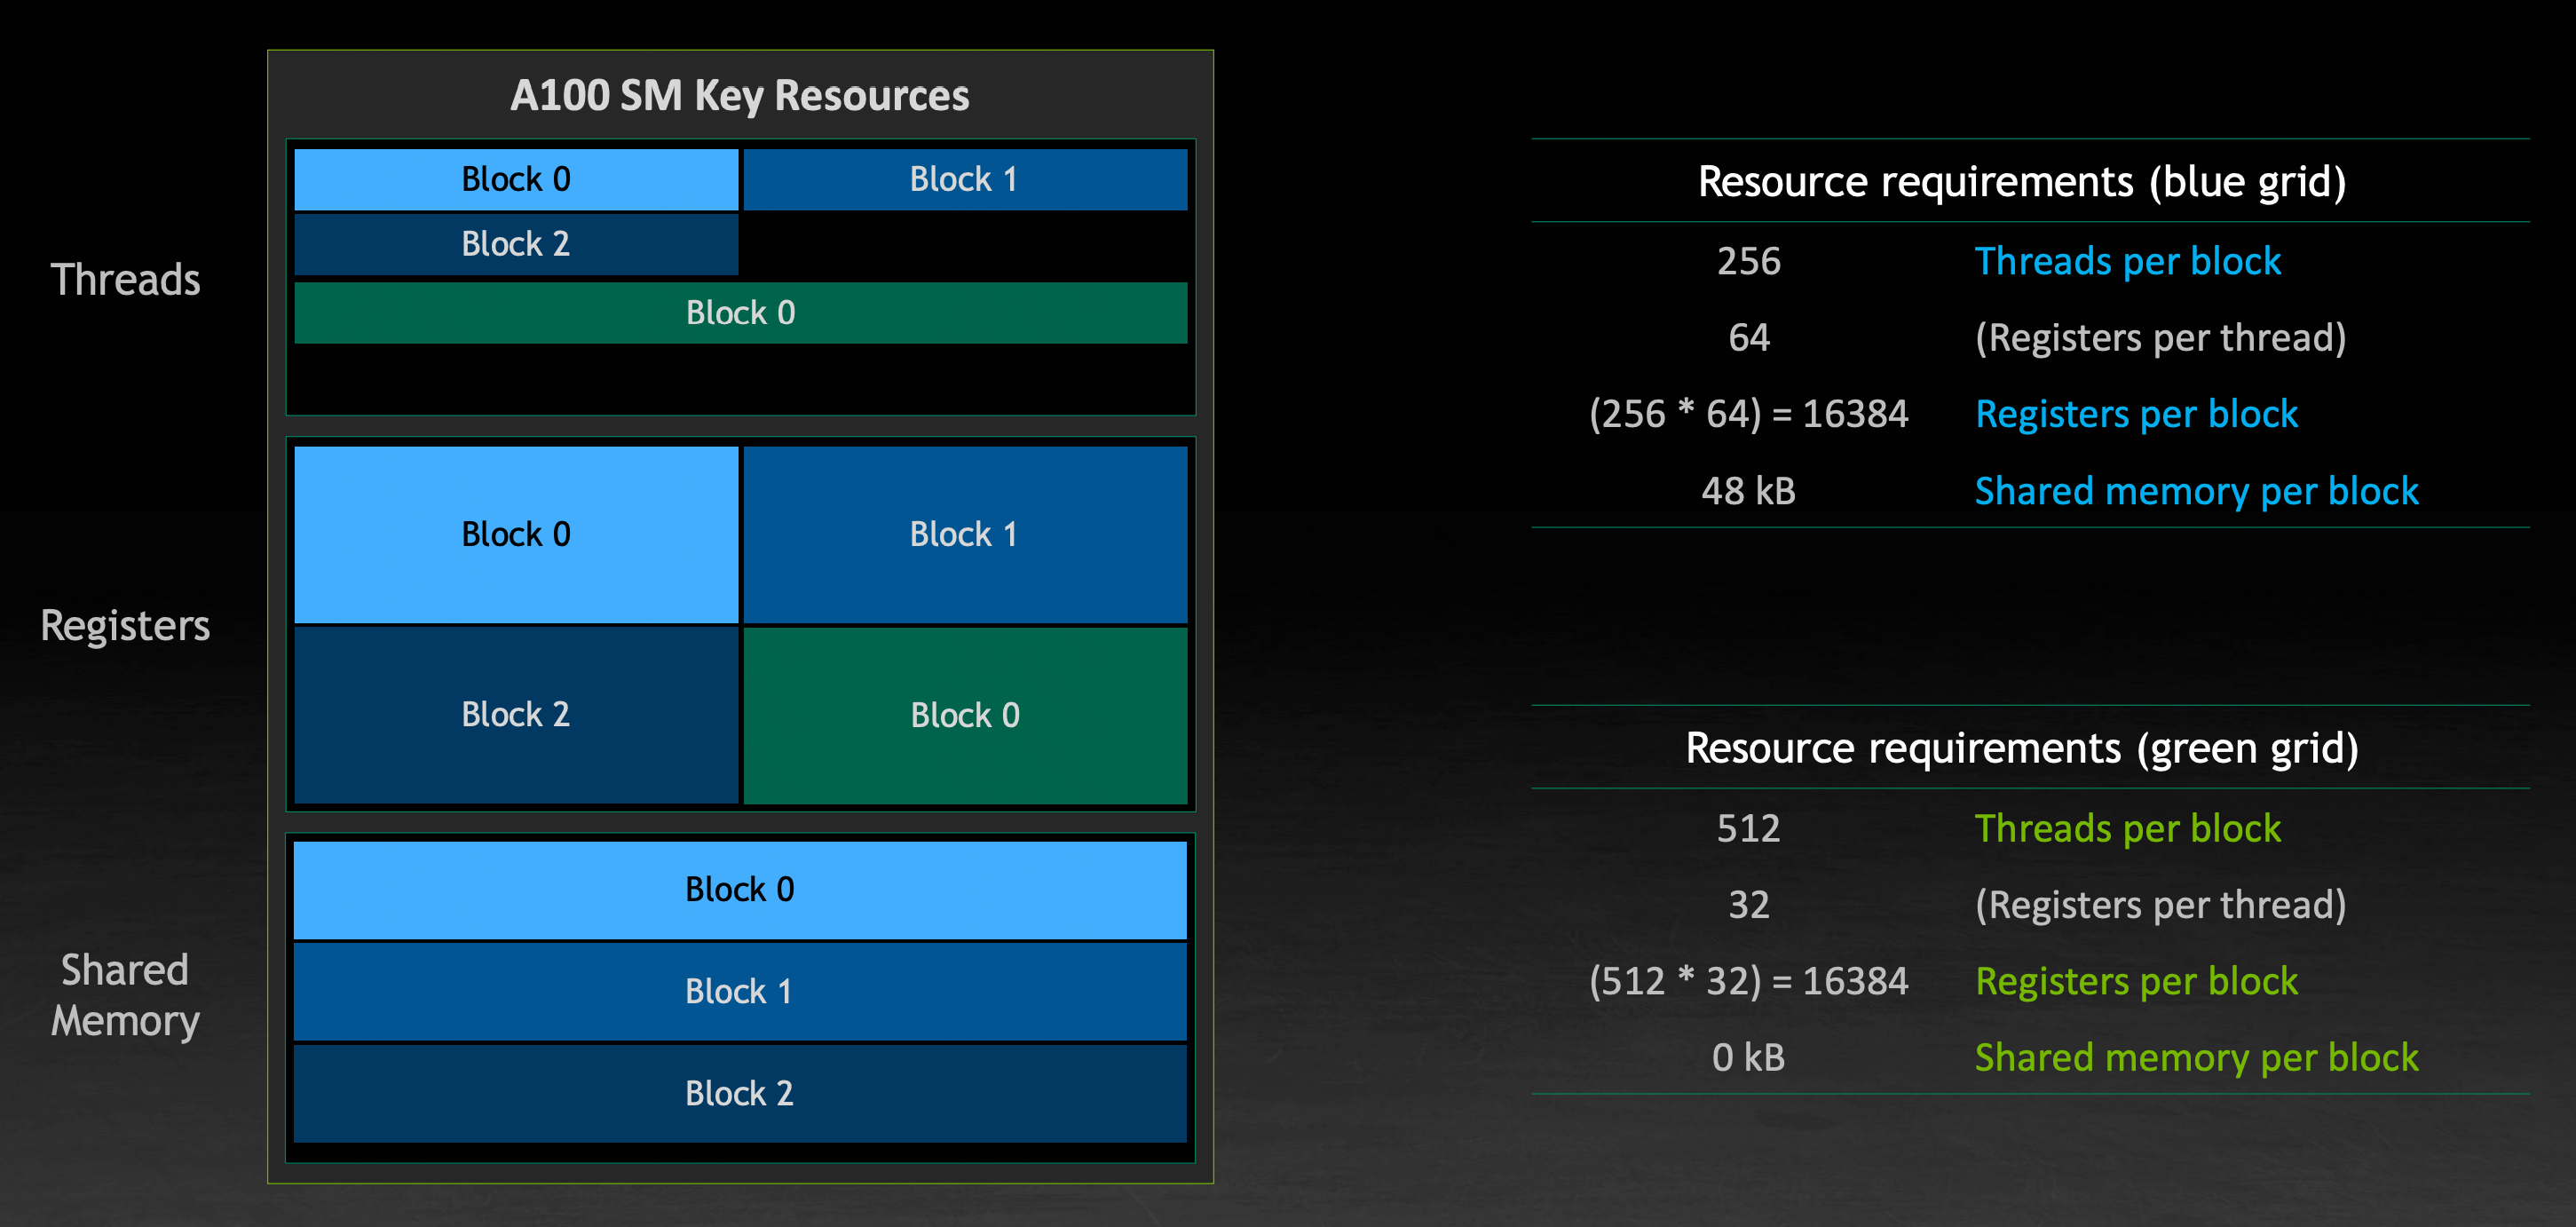 A100 SM Key Resources
Threads
Block 0
Block 1
Block 2
Block 0
Registers
Block 0
Block 1
Block 2
Block 0
Shared
Memory
Block 0
Block 1
Block 2
Resource requirements (blue grid)
256 Threads per block
64 (Registers per thread)
(256 * 64) = 16384 Registers per block
48 kB Shared memory per block
Resource requirements (green grid)
512 Threads per block
32 (Registers per thread)
(512 * 32) = 16384 Registers per block
0 kB Shared memory per block